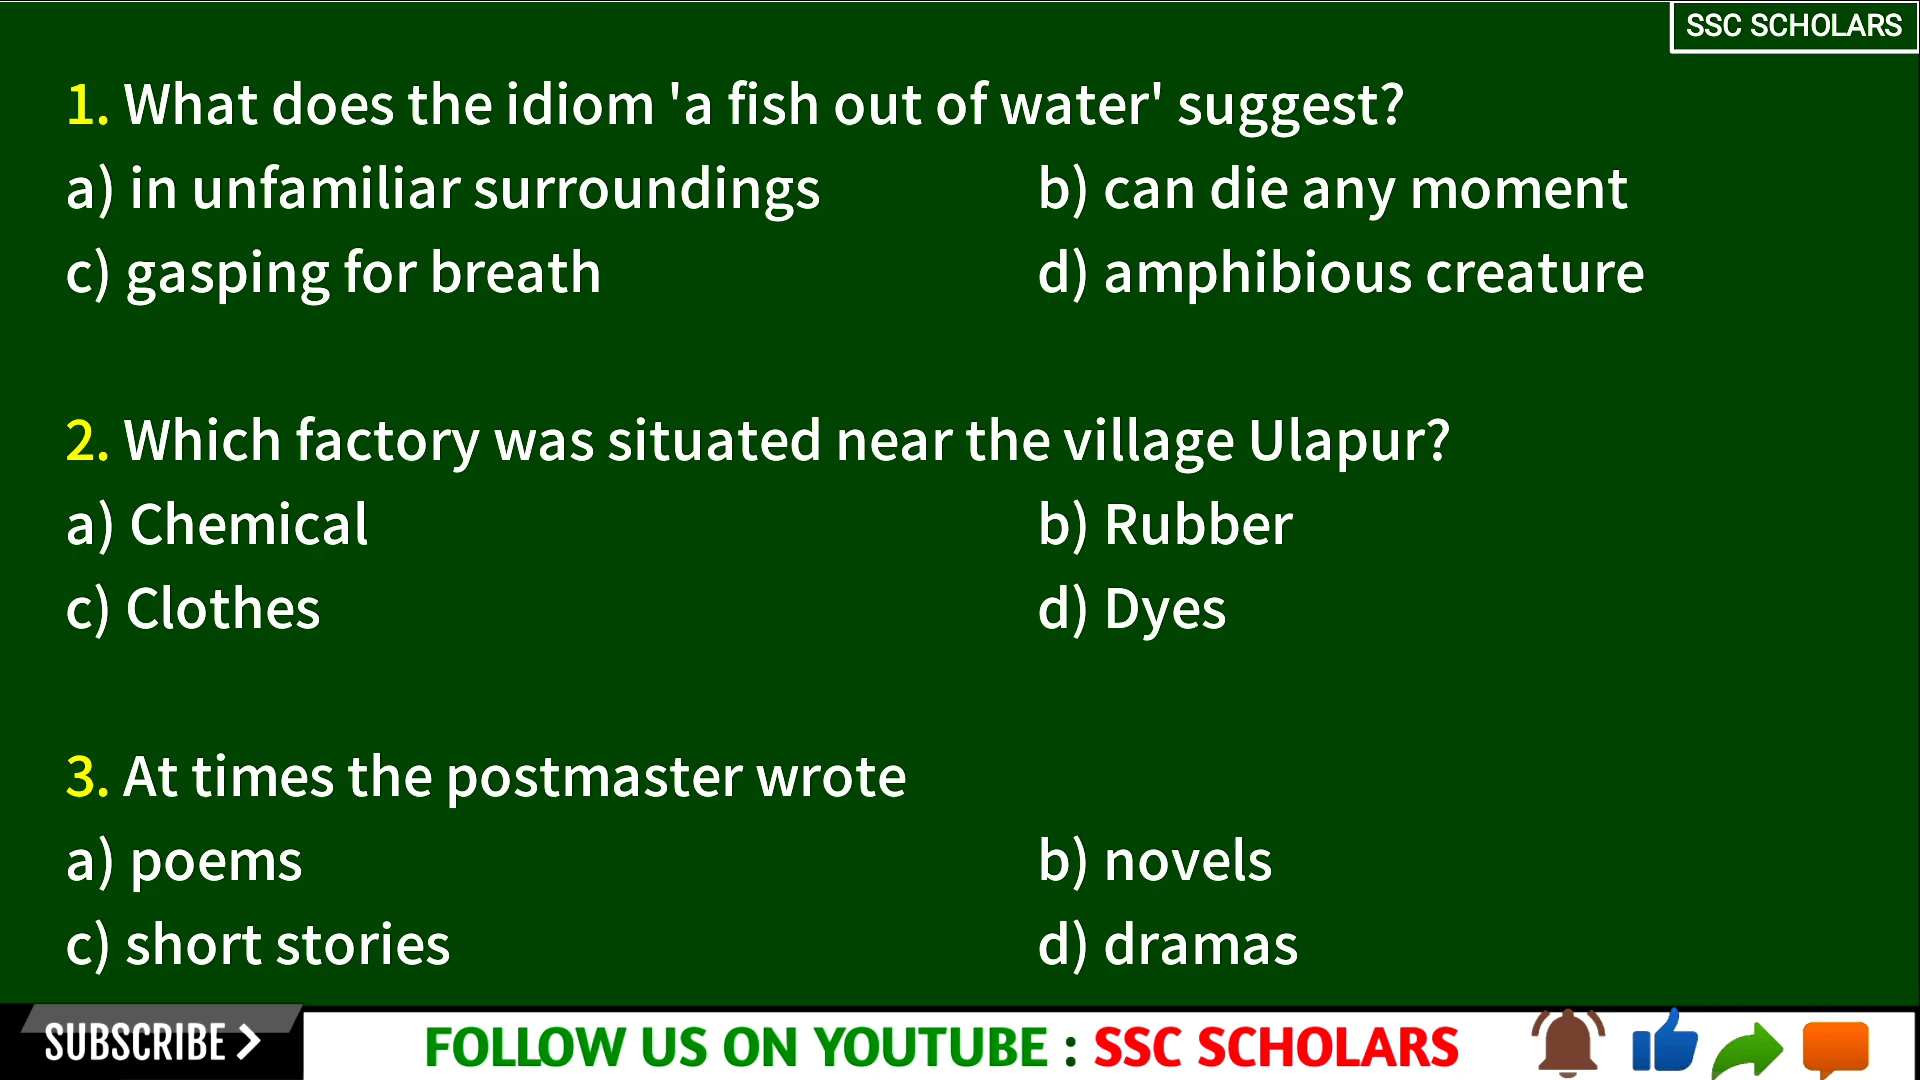 SSC SCHOLARS
1. What does the idiom 'a fish out of water' suggest?
a) in unfamiliar surroundings b) can die any moment
c) gasping for breath d) amphibious creature
2. Which factory was situated near the village Ulapur?
a) Chemical b) Rubber
c) Clothes d) Dyes
3. At times the postmaster wrote
a) poems b) novels
c) short stories d) dramas
SUBSCRIBE FOLLOW US ON YOUTUBE : SSC SCHOLARS